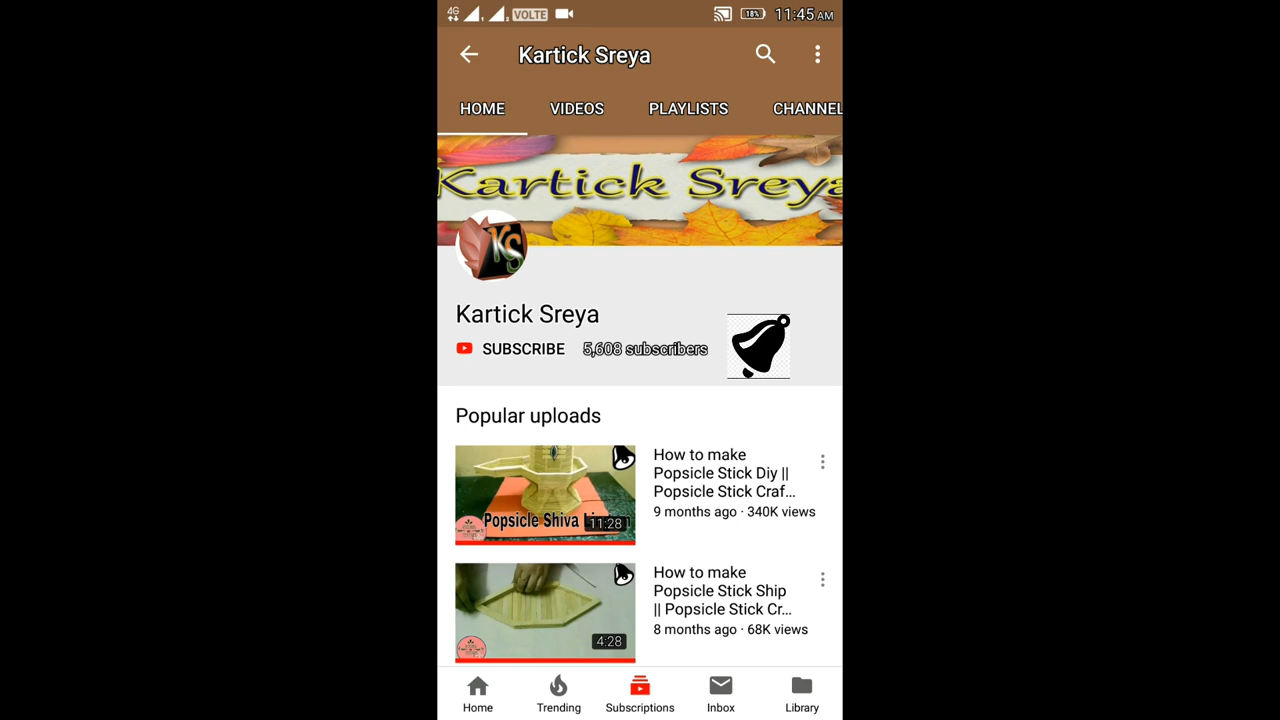 4G VOLTE 18% 11:45 AM
Kartick Sreya
HOME VIDEOS PLAYLISTS CHANNEL
Kartick Sreya
KS
Kartick Sreya
SUBSCRIBE 5,608 subscribers
Popular uploads
How to make
Popsicle Stick Diy ||
Popsicle Stick Craf...
9 months ago · 340K views
Popsicle Shiva
11:28
How to make
Popsicle Stick Ship
|| Popsicle Stick Cr...
8 months ago · 68K views
4:28
Home Trending Subscriptions Inbox Library